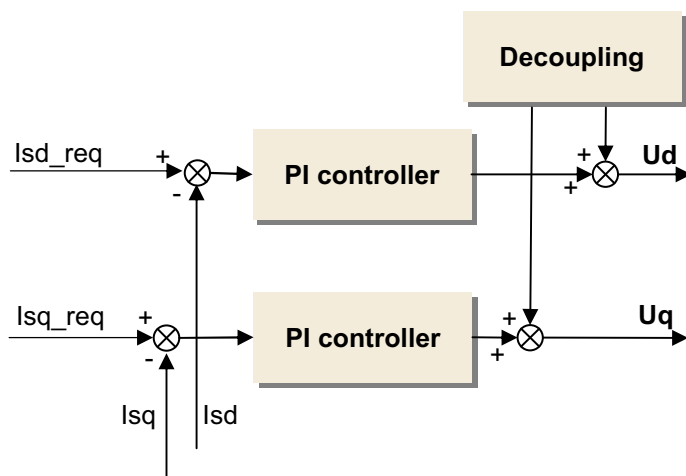 Decoupling
Isd_req
+
-
PI controller
+
+
Ud
Isq_req
+
-
PI controller
+
+
Uq
Isq
Isd